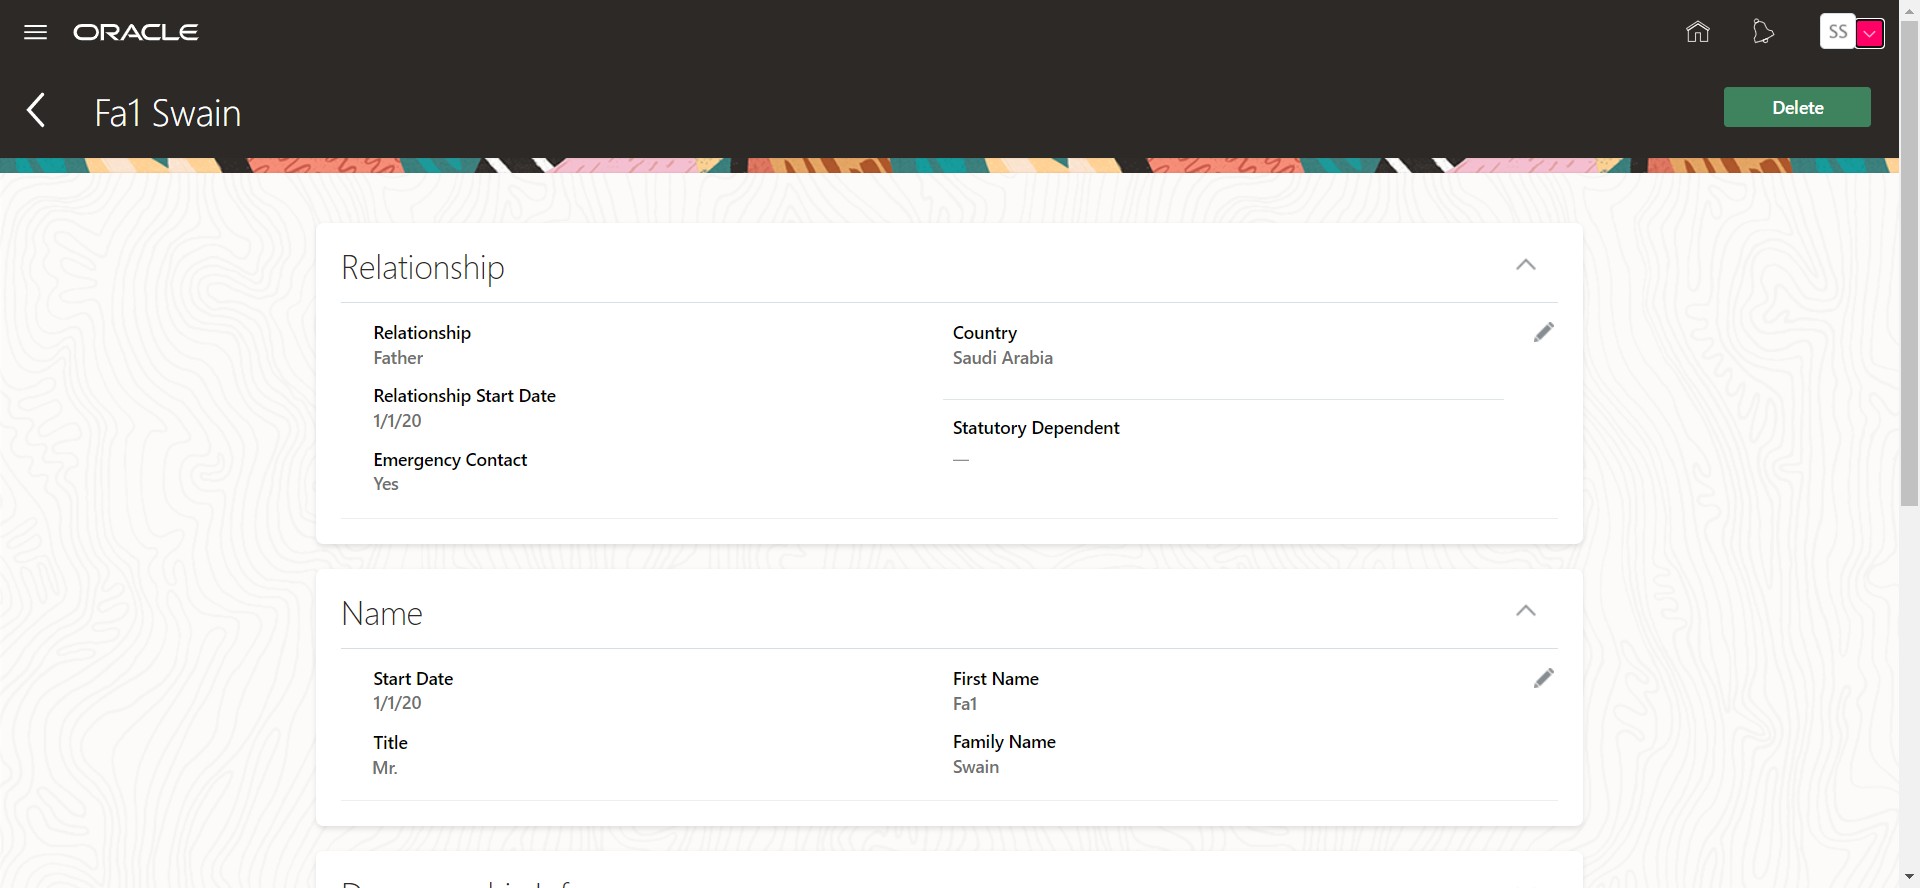 ORACLE
SS
Fa1 Swain
Delete
Relationship
Relationship
Father
Country
Saudi Arabia
Relationship Start Date
1/1/20
Statutory Dependent
—
Emergency Contact
Yes
Name
Start Date
1/1/20
First Name
Fa1
Title
Mr.
Family Name
Swain